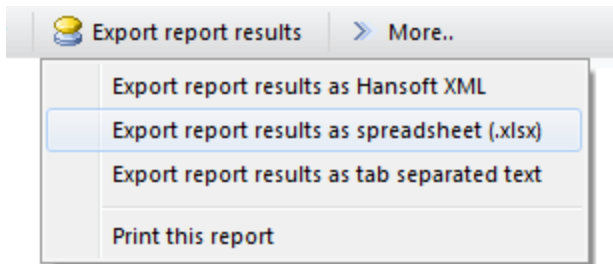 Export report results » More..
Export report results as Hansoft XML
Export report results as spreadsheet (.xlsx)
Export report results as tab separated text
Print this report